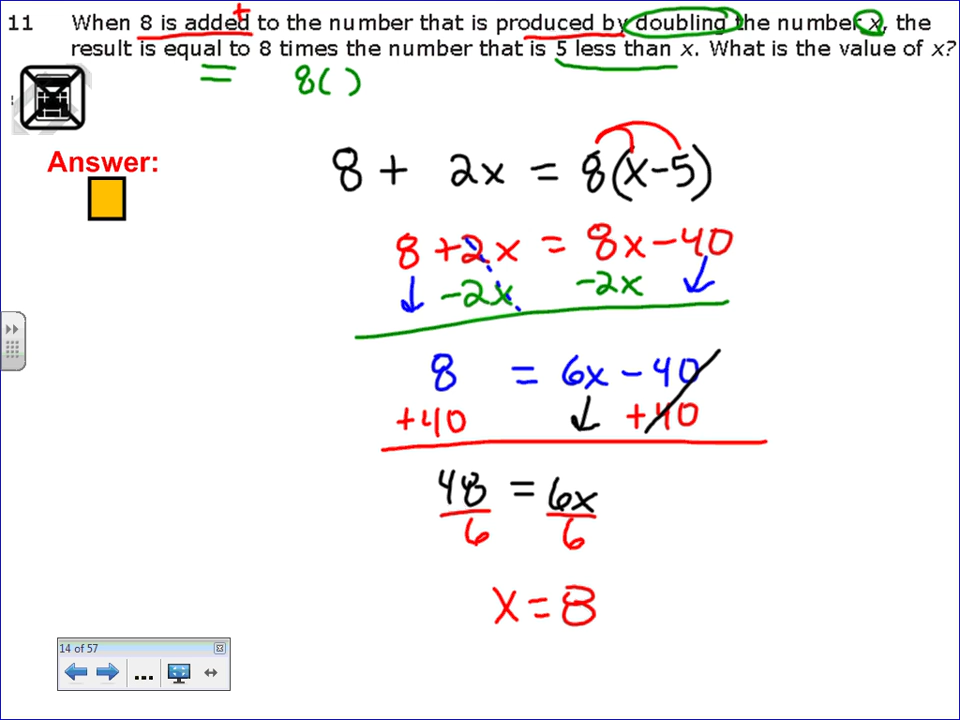 11 When 8 is added to the number that is produced by doubling the number x, the
result is equal to 8 times the number that is 5 less than x. What is the value of x?
+
= 8( )
Answer:
8 + 2x = 8(x-5)
8 +2x = 8x-40
-2x -2x
8 = 6x - 40
+40 +40
48 = 6x
6 6
x = 8
14 of 57
...